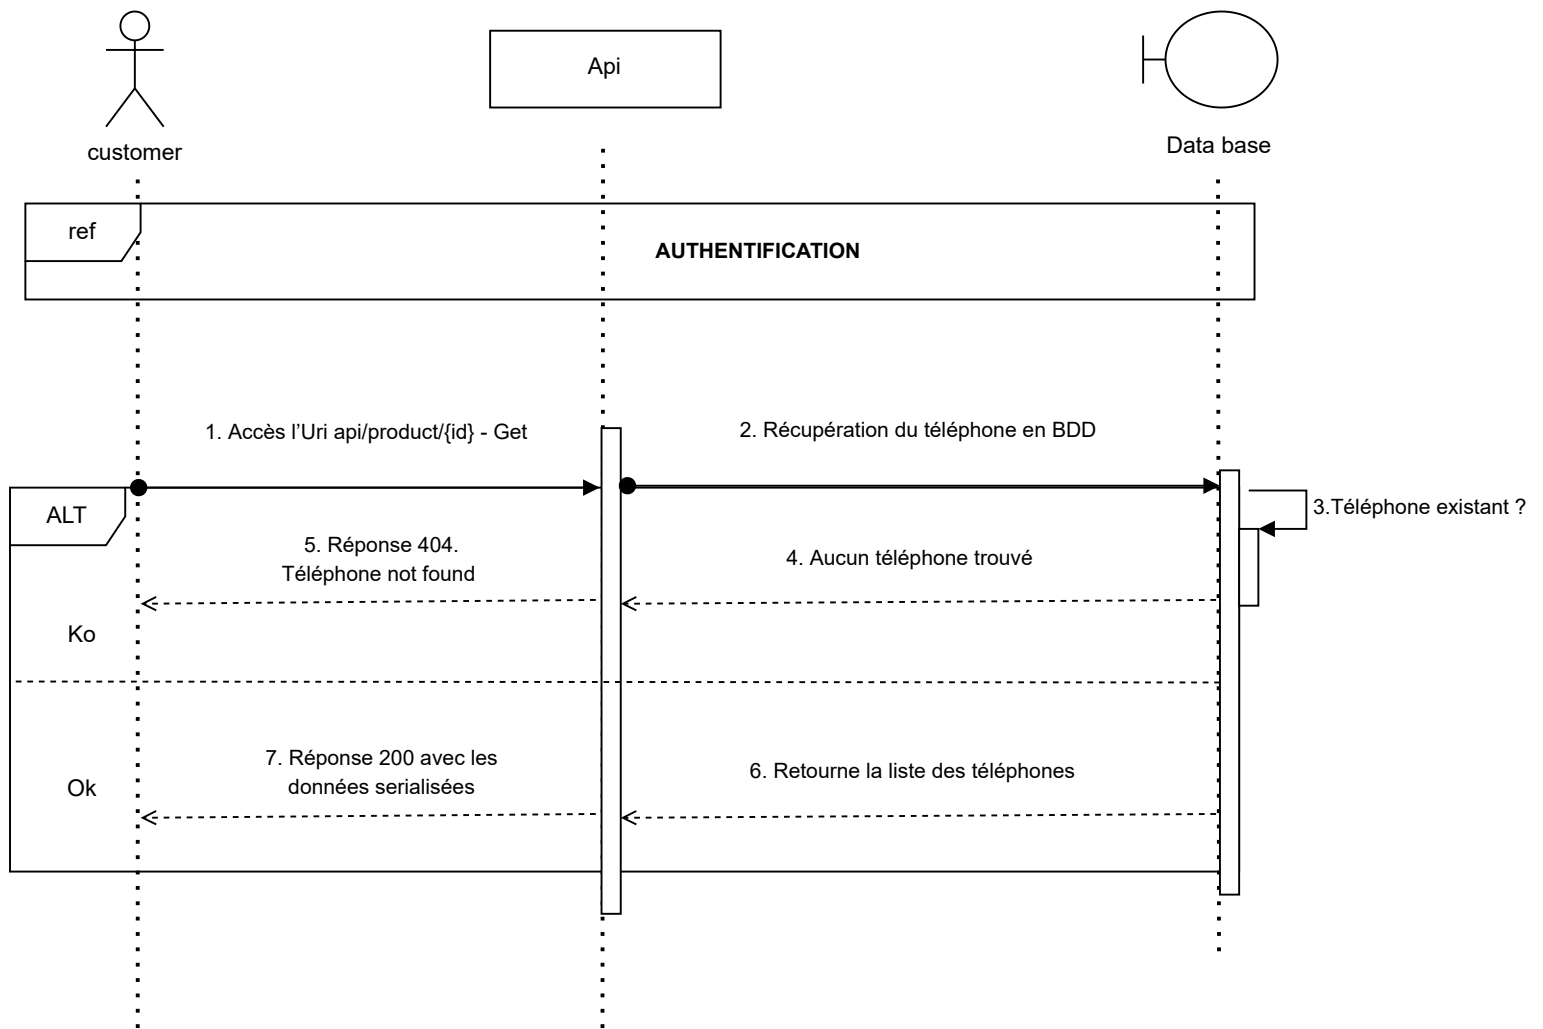 Api
customer
Data base
ref
AUTHENTIFICATION
1. Accès l’Uri api/product/{id} - Get
2. Récupération du téléphone en BDD
ALT
3.Téléphone existant ?
5. Réponse 404.
Téléphone not found
4. Aucun téléphone trouvé
Ko
7. Réponse 200 avec les
données serialisées
6. Retourne la liste des téléphones
Ok